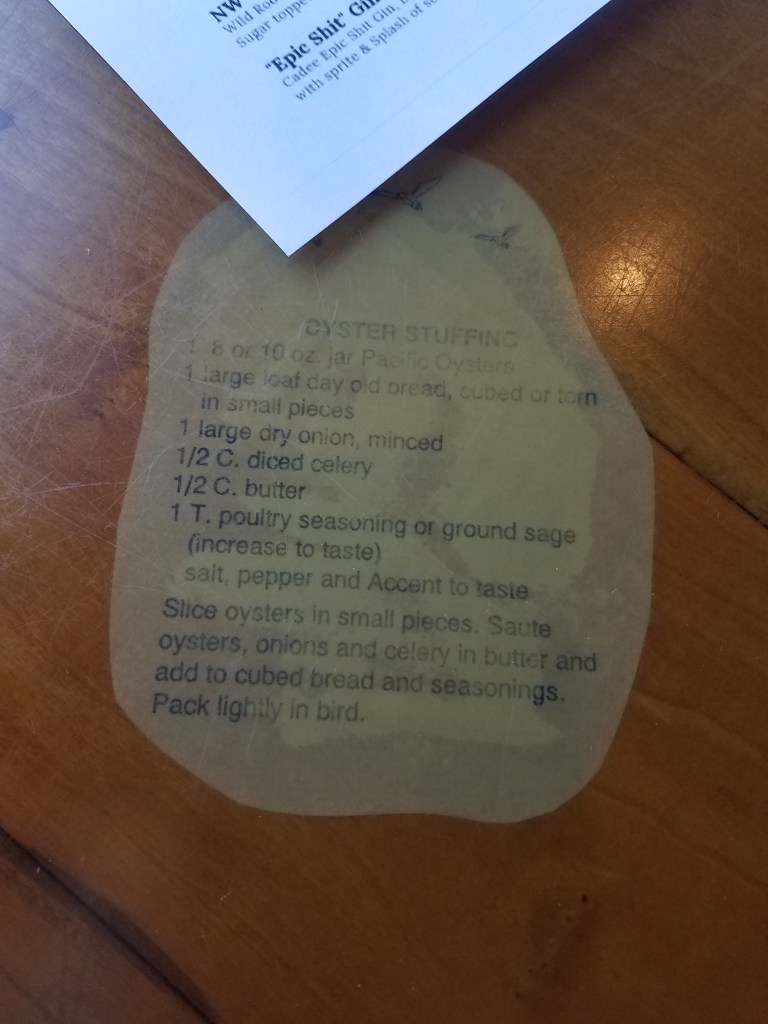 NW
Wild Roo
Sugar toppe
"Epic Shit" Gin
Cadee Epic Shit Gin,
with sprite & Splash of so
OYSTER STUFFING
1 8 or 10 oz. jar Pacific Oysters
1 large loaf day old bread, cubed or torn
in small pieces
1 large dry onion, minced
1/2 C. diced celery
1/2 C. butter
1 T. poultry seasoning or ground sage
(increase to taste)
salt, pepper and Accent to taste
Slice oysters in small pieces. Saute
oysters, onions and celery in butter and
add to cubed bread and seasonings.
Pack lightly in bird.